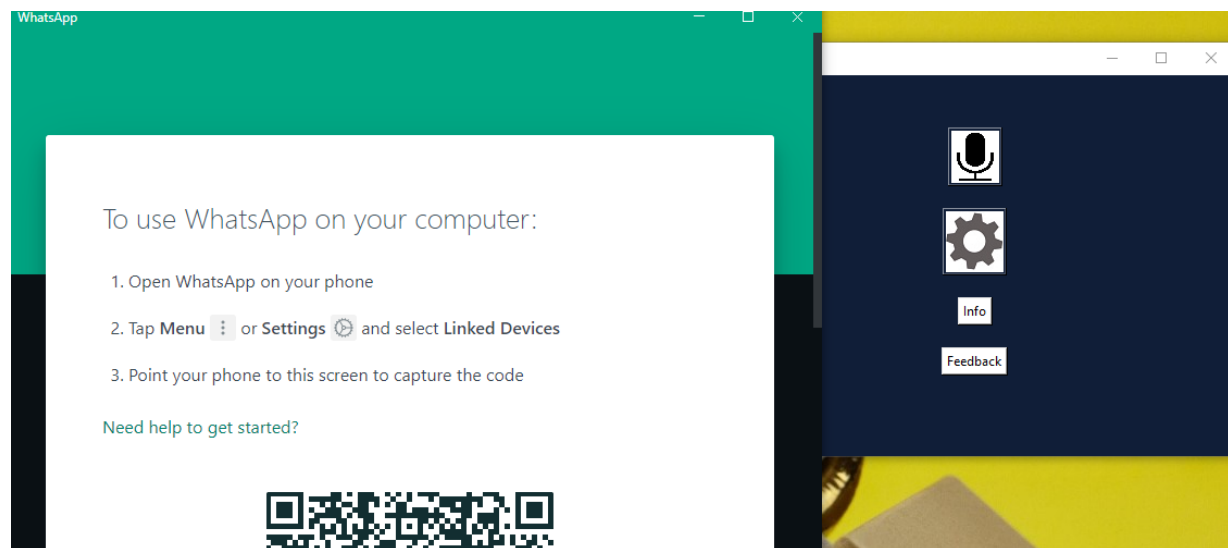 WhatsApp
To use WhatsApp on your computer:
1. Open WhatsApp on your phone
2. Tap Menu or Settings and select Linked Devices
3. Point your phone to this screen to capture the code
Need help to get started?
Info
Feedback